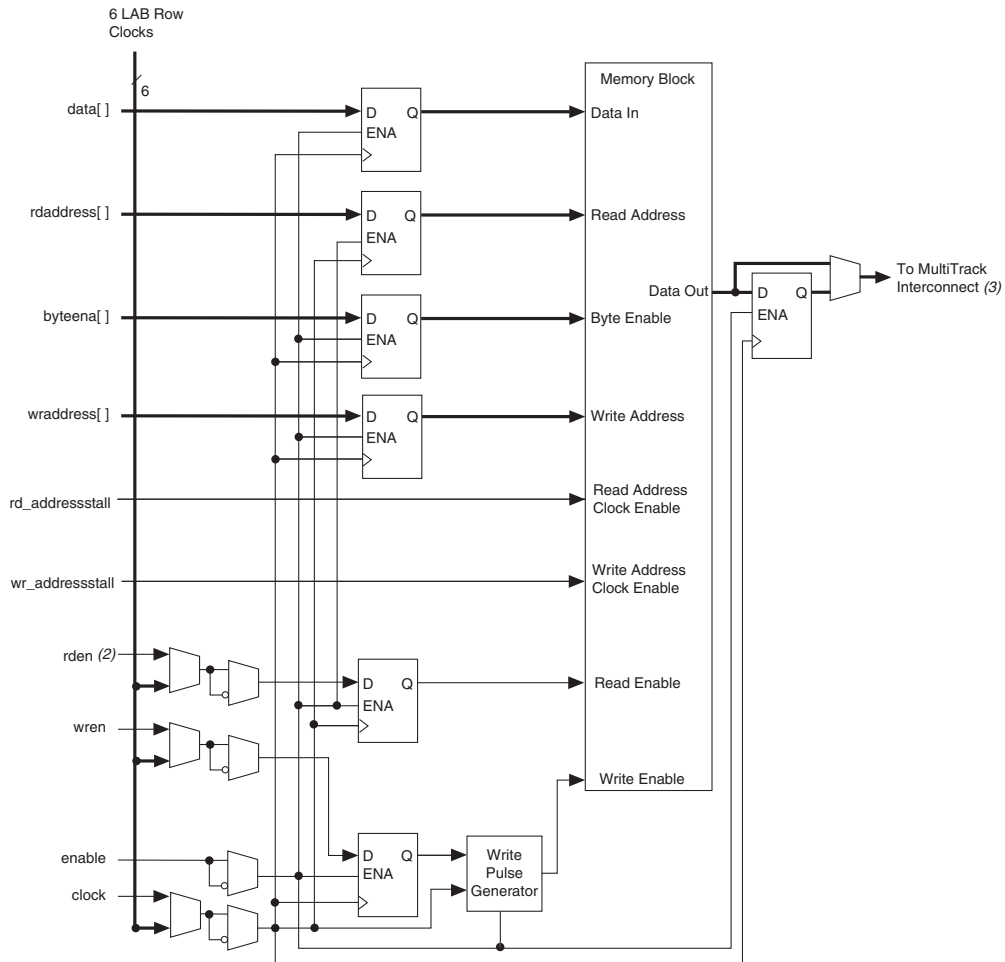 6 LAB Row
Clocks
6
Memory Block
data[ ]
D Q
ENA
Data In
rdaddress[ ]
D Q
ENA
Read Address
Data Out
D Q
ENA
To MultiTrack
Interconnect (3)
byteena[ ]
D Q
ENA
Byte Enable
wraddress[ ]
D Q
ENA
Write Address
rd_addressstall
Read Address
Clock Enable
wr_addressstall
Write Address
Clock Enable
rden (2)
D Q
ENA
Read Enable
wren
Write Enable
enable
D Q
ENA
Write
Pulse
Generator
clock